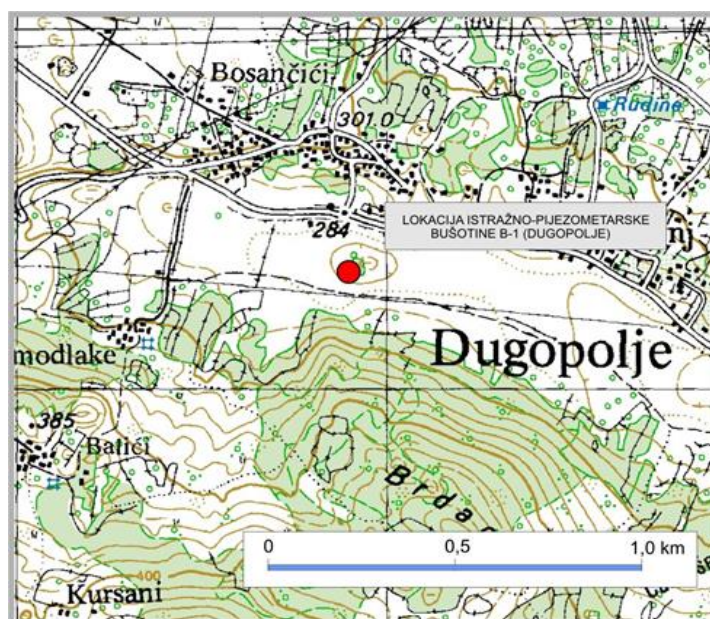 Bosančići
Rudine
301.0
LOKACIJA ISTRAŽNO-PIJEZOMETARSKE
BUŠOTINE B-1 (DUGOPOLJE)
284
nj
modlake
Dugopolje
385
Balići
Brda
0 0,5 1,0 km
400
Kursani